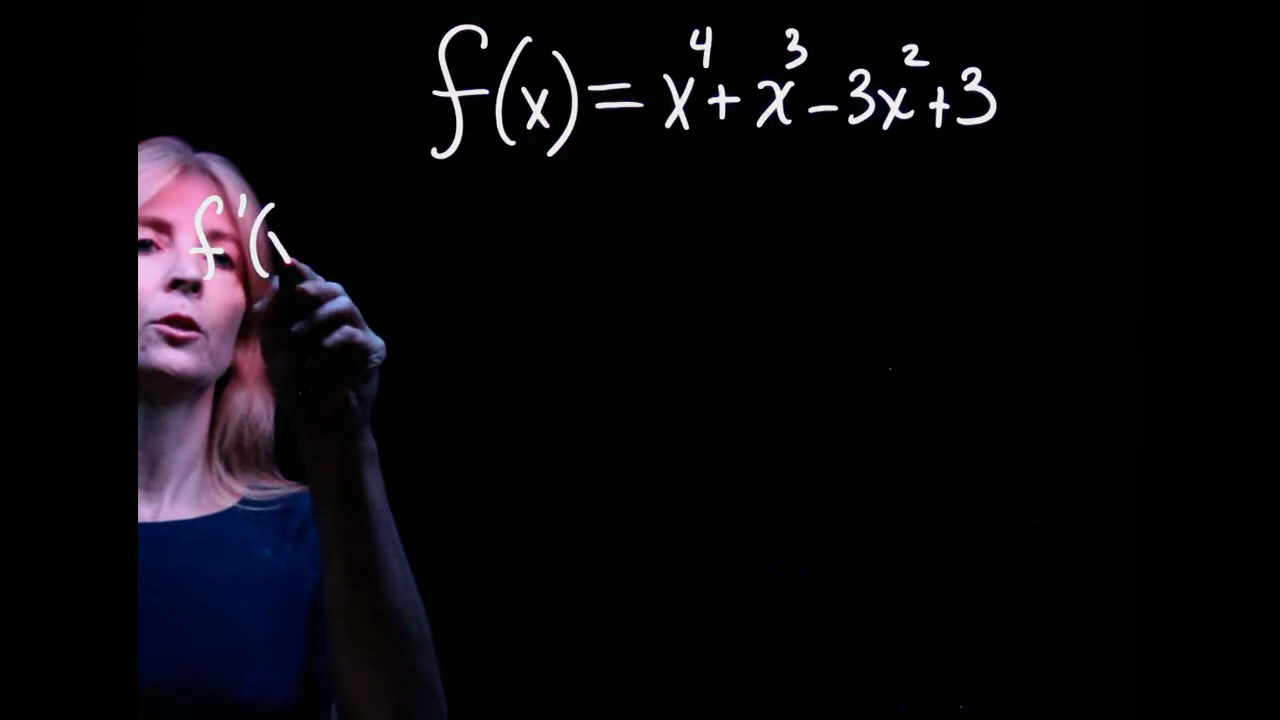 f(x) = x⁴ + x³ - 3x² + 3
f'(